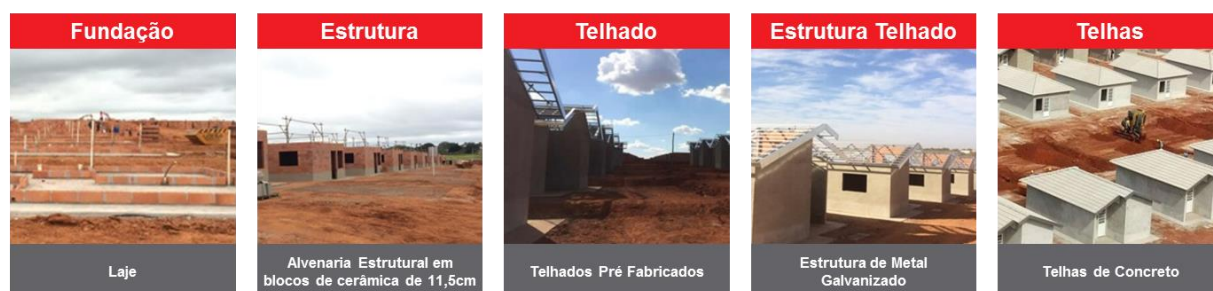 Fundação
Laje
Estrutura
Alvenaria Estrutural em
blocos de cerâmica de 11,5cm
Telhado
Telhados Pré Fabricados
Estrutura Telhado
Estrutura de Metal
Galvanizado
Telhas
Telhas de Concreto